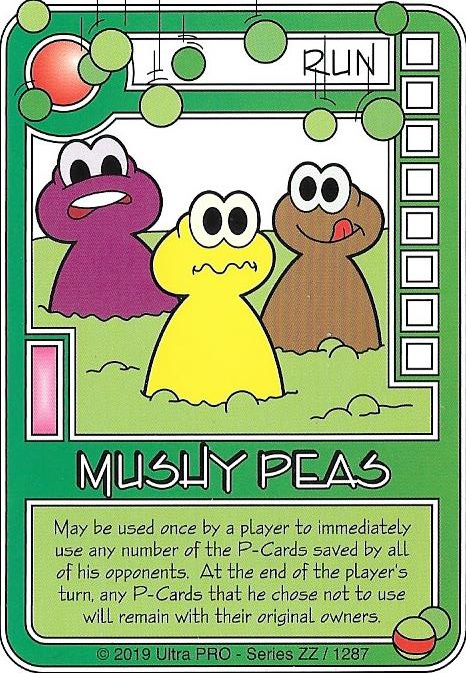 RUN
MUSHY PEAS
May be used once by a player to immediately
use any number of the P-Cards saved by all
of his opponents. At the end of the player's
turn, any P-Cards that he chose not to use
will remain with their original owners.
© 2019 Ultra PRO - Series ZZ / 1287